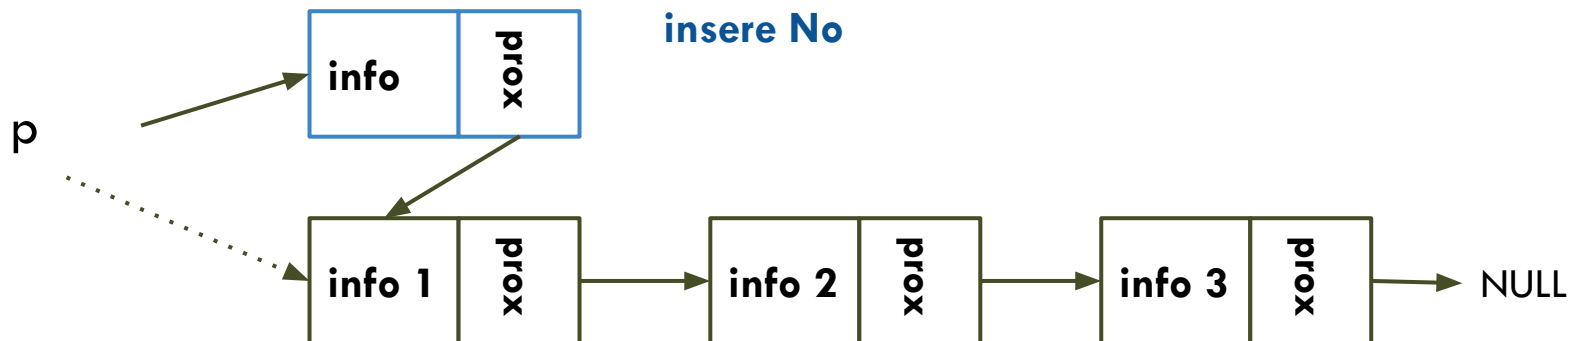 insere No
info prox
p
info 1 prox info 2 prox info 3 prox NULL